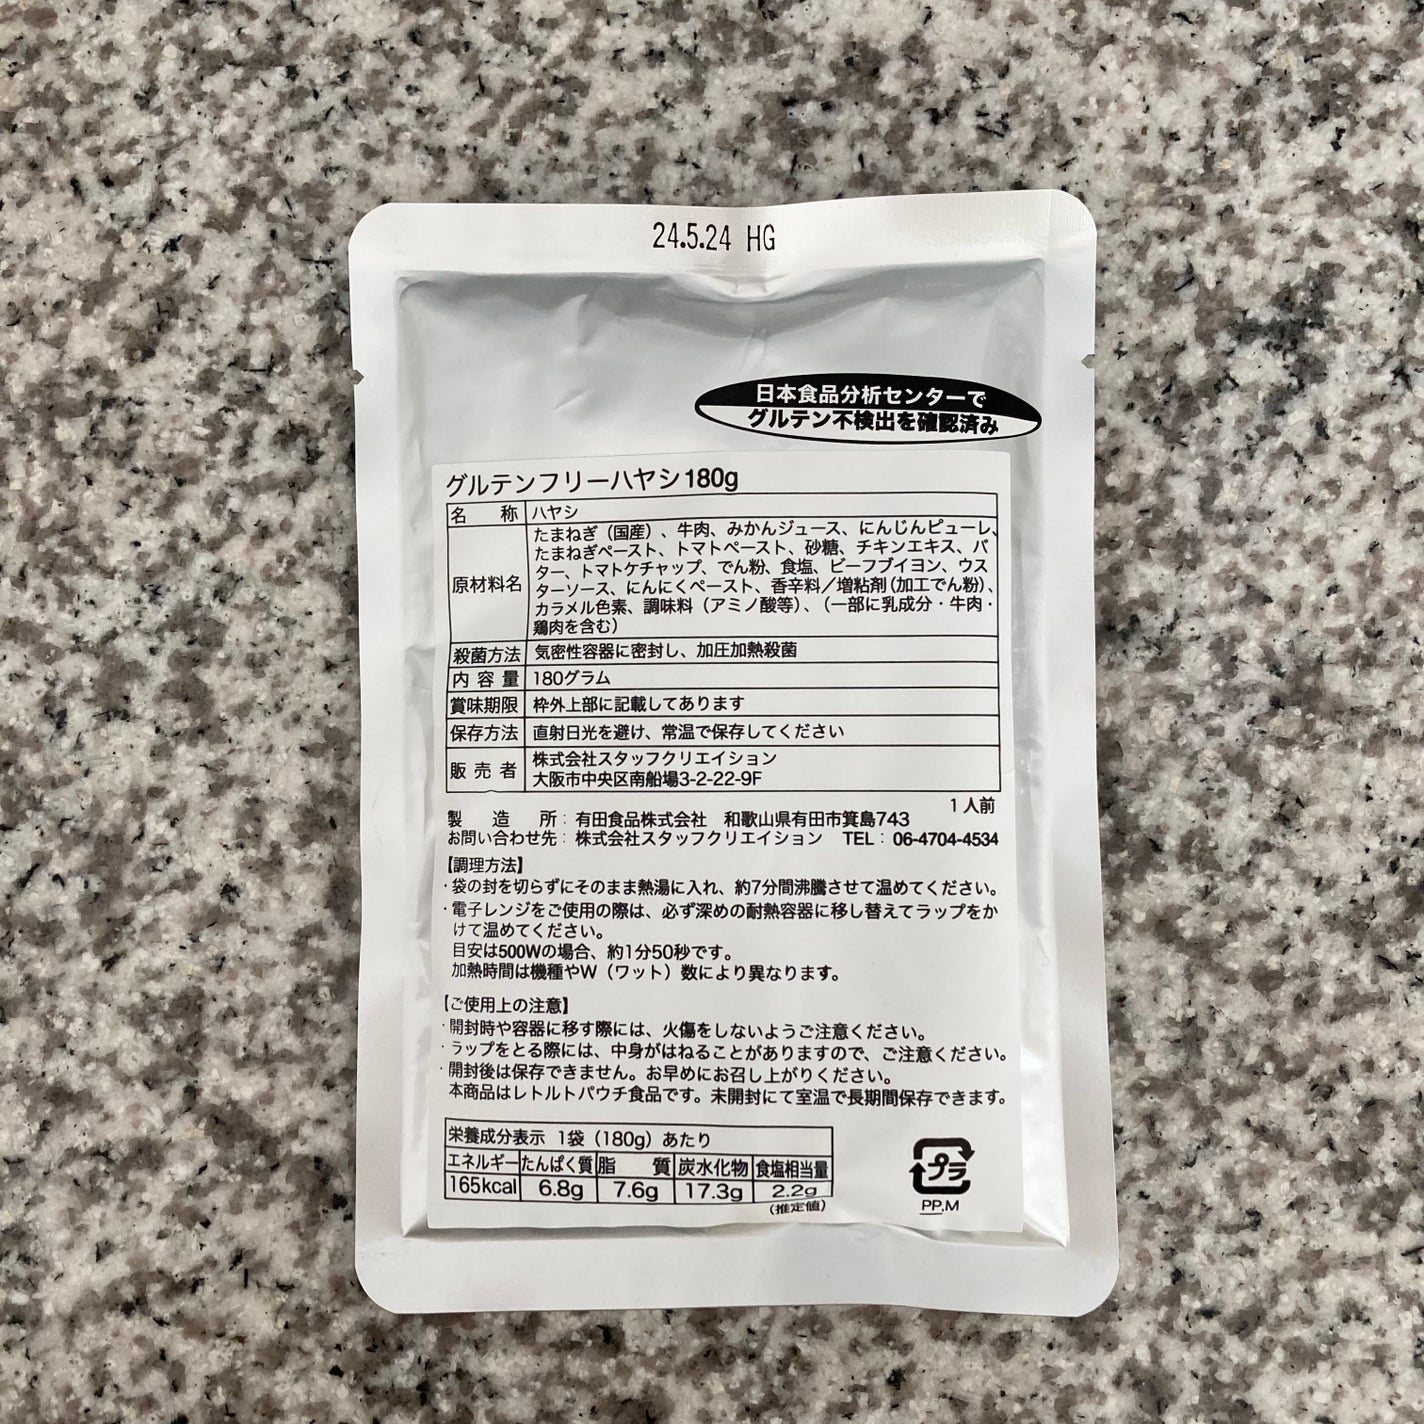 24.5.24 HG
日本食品分析センターで
グルテン不検出を確認済み
グルテンフリーハヤシ180g
名 称 ハヤシ
原材料名 たまねぎ（国産）、牛肉、みかんジュース、にんじんピューレ、
たまねぎペースト、トマトペースト、砂糖、チキンエキス、バ
ター、トマトケチャップ、でん粉、食塩、ビーフブイヨン、ウス
ターソース、にんにくペースト、香辛料／増粘剤（加工でん粉）、
カラメル色素、調味料（アミノ酸等）、（一部に乳成分・牛肉・
鶏肉を含む）
殺菌方法 気密性容器に密封し、加圧加熱殺菌
内容量 180グラム
賞味期限 枠外上部に記載してあります
保存方法 直射日光を避け、常温で保存してください
販売者 株式会社スタッフクリエイション
大阪市中央区南船場3-2-22-9F
1人前
製造所：有田食品株式会社 和歌山県有田市箕島743
お問い合わせ先：株式会社スタッフクリエイション TEL：06-4704-4534
【調理方法】
・袋の封を切らずにそのまま熱湯に入れ、約7分間沸騰させて温めてください。
・電子レンジをご使用の際は、必ず深めの耐熱容器に移し替えてラップをか
けて温めてください。
目安は500Wの場合、約1分50秒です。
加熱時間は機種やW（ワット）数により異なります。
【ご使用上の注意】
・開封時や容器に移す際には、火傷をしないようご注意ください。
・ラップをとる際には、中身がはねることがありますので、ご注意ください。
・開封後は保存できません。お早めにお召し上がりください。
本商品はレトルトパウチ食品です。未開封にて室温で長期間保存できます。
栄養成分表示 1袋（180g）あたり
エネルギー たんぱく質 脂 質 炭水化物 食塩相当量
165kcal 6.8g 7.6g 17.3g 2.2g
（推定値）
プラ
PP.M